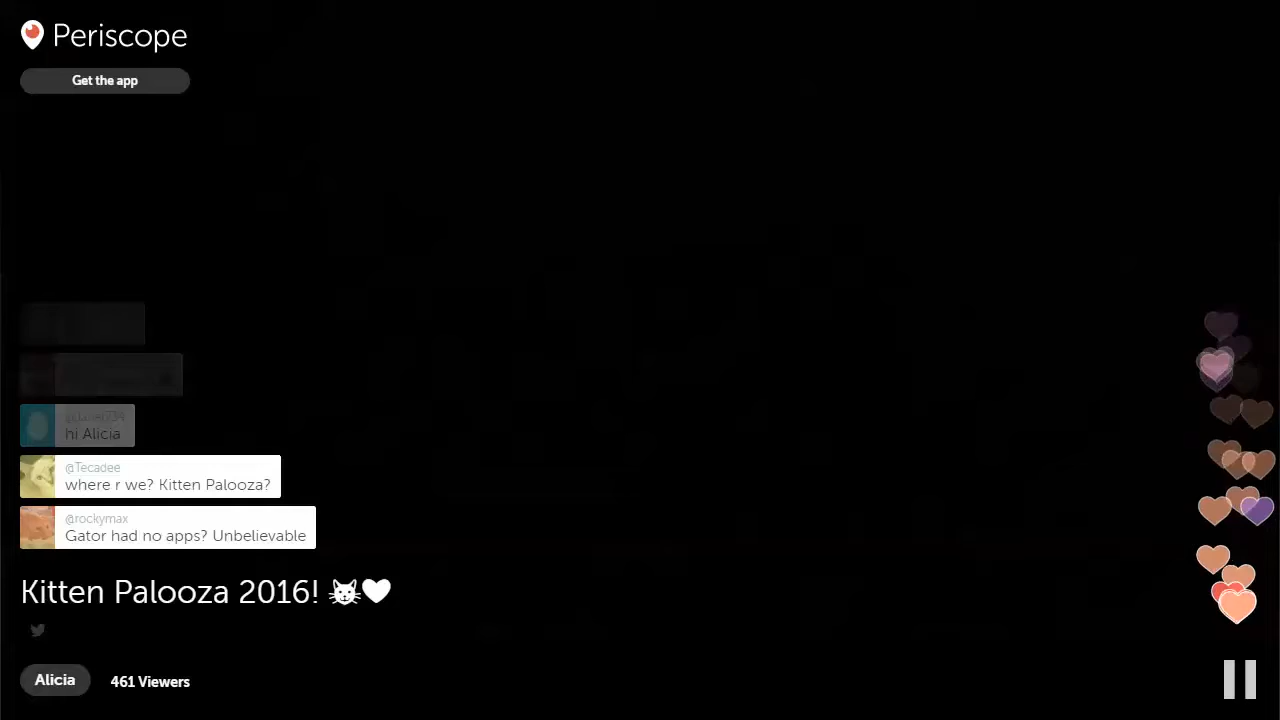 Periscope
Get the app
hi Alicia
@Tecadee
where r we? Kitten Palooza?
@rockymax
Gator had no apps? Unbelievable
Kitten Palooza 2016!
Alicia
461 Viewers